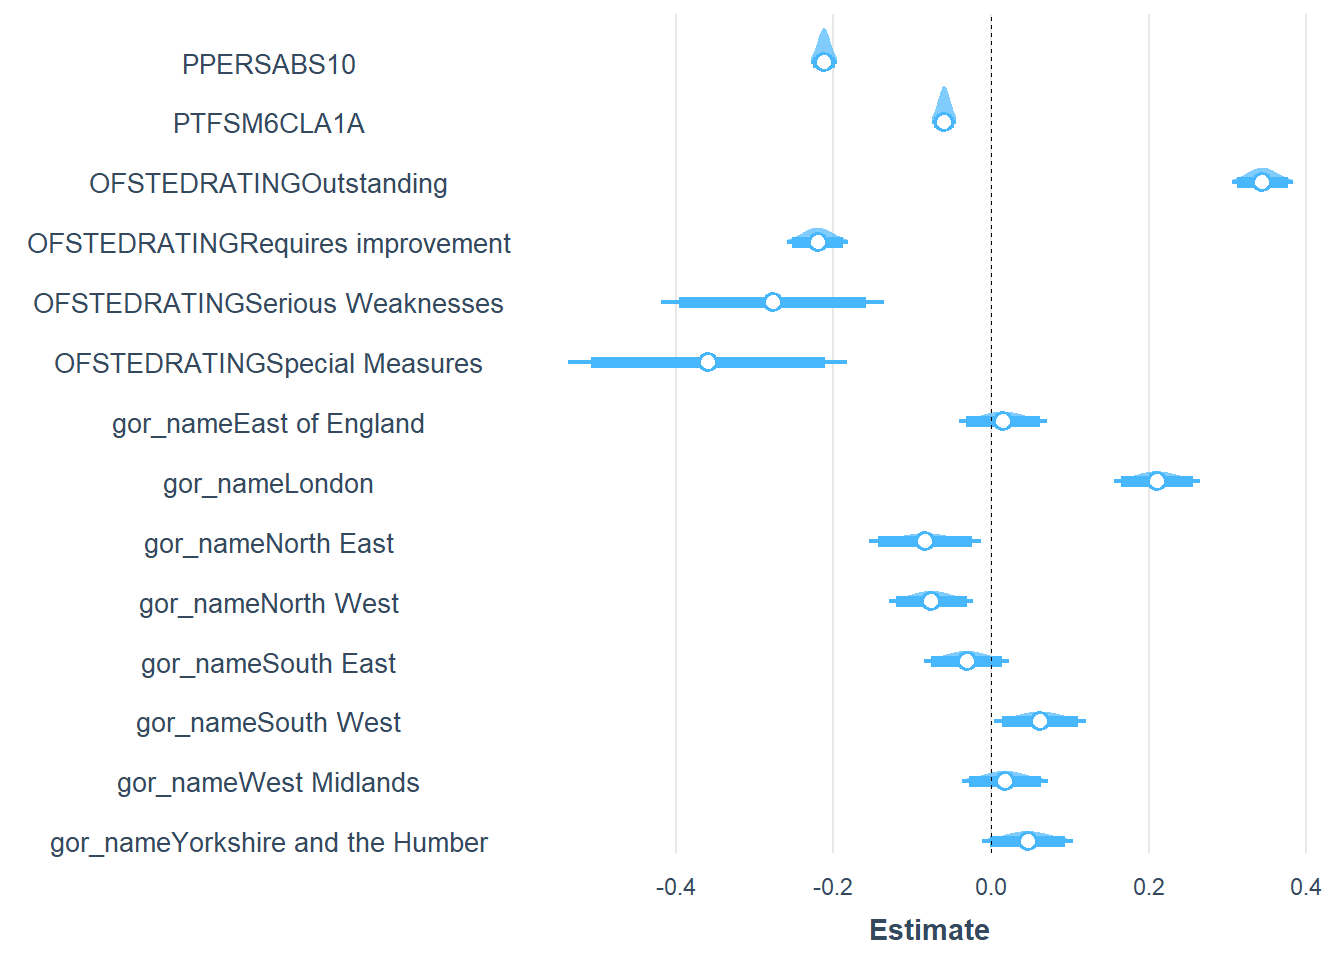 PPERSABS10
PTFSM6CLA1A
OFSTEDRATINGOutstanding
OFSTEDRATINGRequires improvement
OFSTEDRATINGSerious Weaknesses
OFSTEDRATINGSpecial Measures
gor_nameEast of England
gor_nameLondon
gor_nameNorth East
gor_nameNorth West
gor_nameSouth East
gor_nameSouth West
gor_nameWest Midlands
gor_nameYorkshire and the Humber
-0.4 -0.2 0.0 0.2 0.4
Estimate